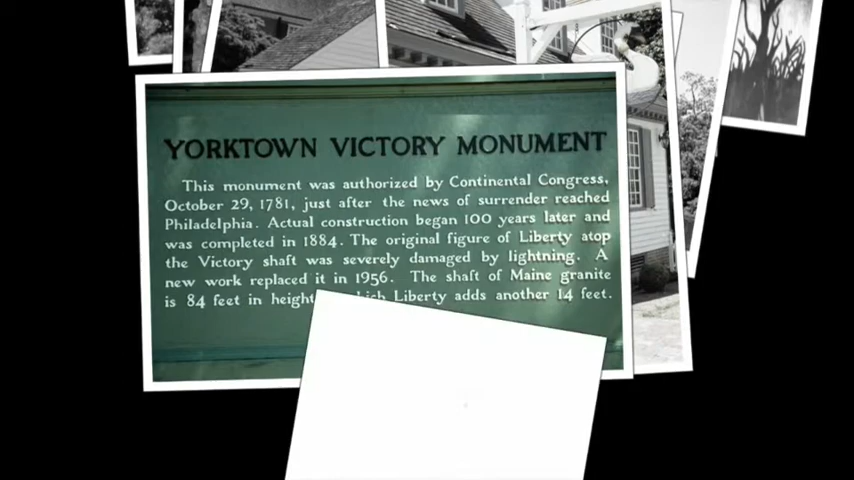 YORKTOWN VICTORY MONUMENT
This monument was authorized by Continental Congress,
October 29, 1781, just after the news of surrender reached
Philadelphia. Actual construction began 100 years later and
was completed in 1884. The original figure of Liberty atop
the Victory shaft was severely damaged by lightning. A
new work replaced it in 1956. The shaft of Maine granite
is 84 feet in height Liberty adds another 14 feet.